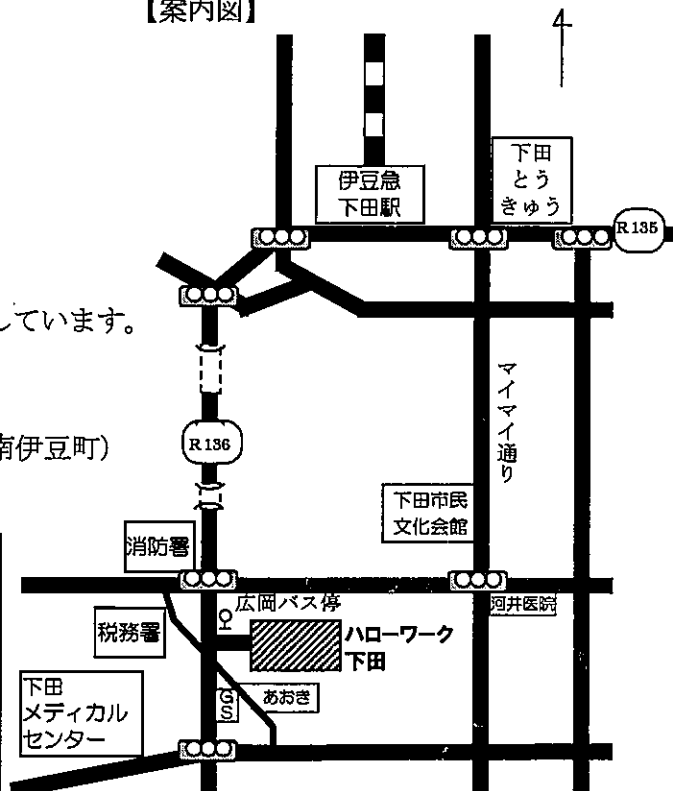 【案内図】
4
下田
とう
きゅう
伊豆急
下田駅
R135
しています。
マイマイ通り
R136
南伊豆町）
下田市民
文化会館
消防署
広岡バス停
河井医院
税務署
ハローワーク
下田
下田
メディカル
センター
GS
あおき